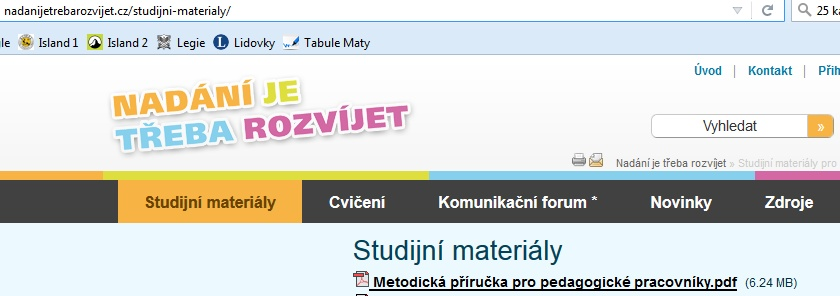 nadanijetrebarozvijet.cz/studijni-materialy/
25 k
le Island 1 Island 2 Legie Lidovky Tabule Maty
Úvod | Kontakt | Přih
NADÁNÍ JE
TŘEBA ROZVÍJET
Vyhledat »
Nadání je třeba rozvíjet » Studijní materiály pro
Studijní materiály Cvičení Komunikační forum * Novinky Zdroje
Studijní materiály
Metodická příručka pro pedagogické pracovníky.pdf (6.24 MB)